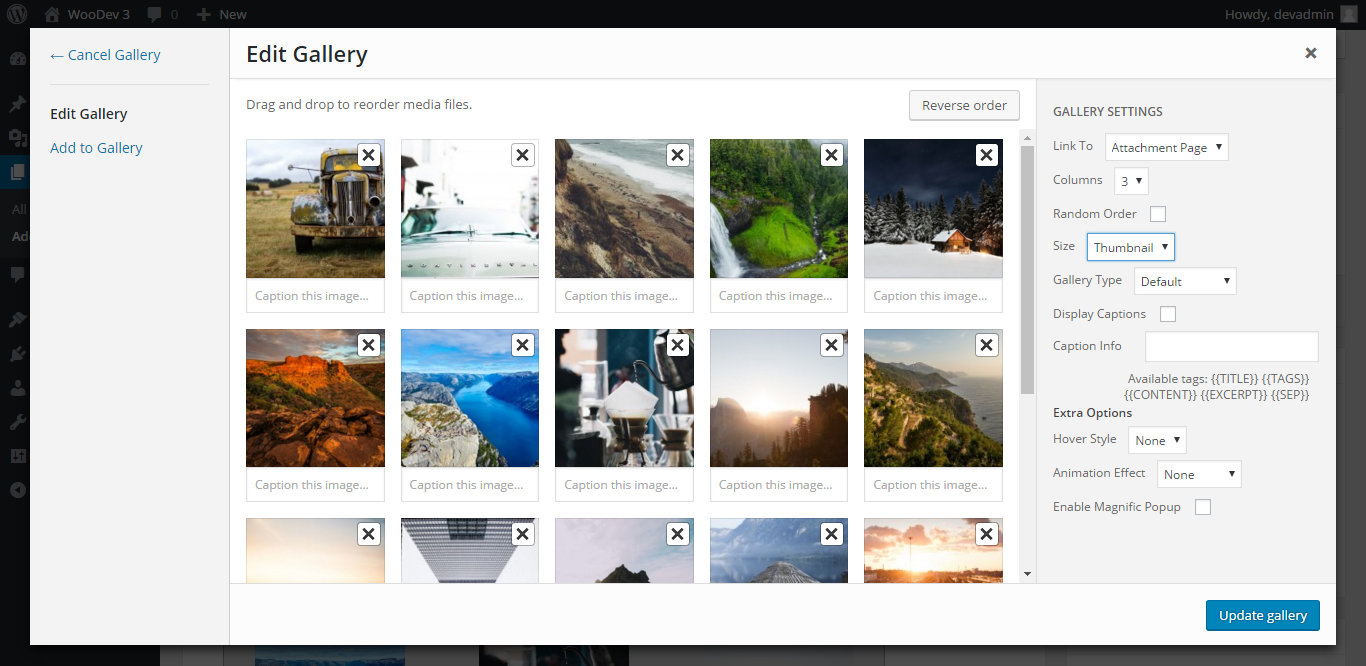 WooDev 3 0 New Howdy, devadmin
← Cancel Gallery
Edit Gallery
Add to Gallery
All
Ad
Edit Gallery
Drag and drop to reorder media files.
Reverse order
Caption this image... Caption this image... Caption this image... Caption this image... Caption this image...
Caption this image... Caption this image... Caption this image... Caption this image... Caption this image...
GALLERY SETTINGS
Link To Attachment Page
Columns 3
Random Order
Size Thumbnail
Gallery Type Default
Display Captions
Caption Info
Available tags: {{TITLE}} {{TAGS}}
{{CONTENT}} {{EXCERPT}} {{SEP}}
Extra Options
Hover Style None
Animation Effect None
Enable Magnific Popup
Update gallery